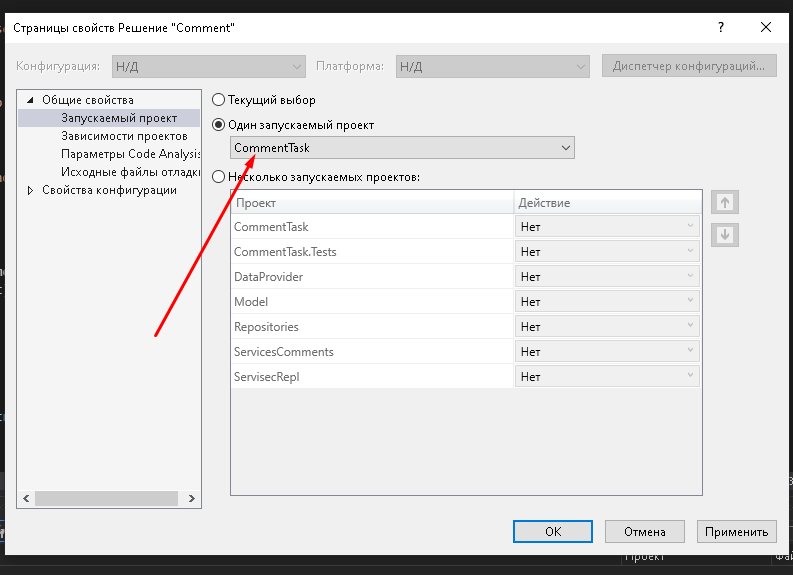 Страницы свойств Решение "Comment"
?
Конфигурация: Н/Д Платформа: Н/Д Диспетчер конфигураций...
Общие свойства
Запускаемый проект
Зависимости проектов
Параметры Code Analysis
Исходные файлы отладки
Свойства конфигурации
Текущий выбор
Один запускаемый проект
CommentTask
Несколько запускаемых проектов:
Проект Действие
CommentTask Нет
CommentTask.Tests Нет
DataProvider Нет
Model Нет
Repositories Нет
ServicesComments Нет
ServisecRepl Нет
OK Отмена Применить
Проект